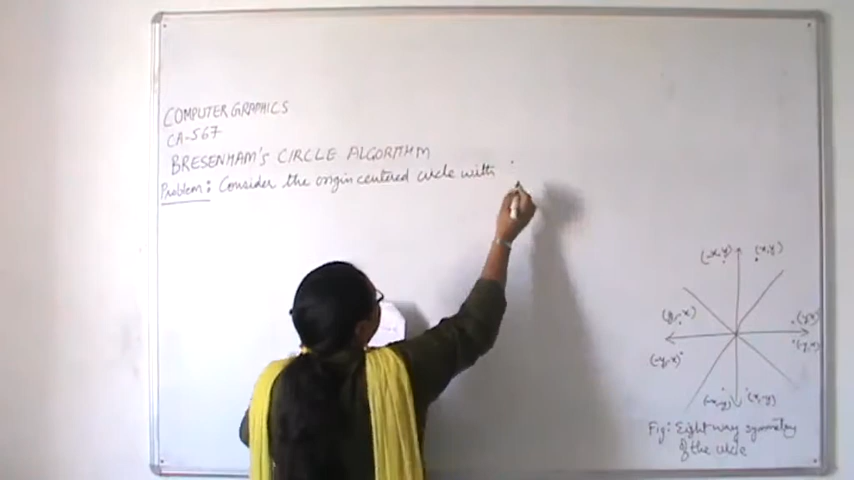 COMPUTER GRAPHICS
CA-567
BRESENHAM'S CIRCLE ALGORITHM
Problem: Consider the origin centered circle with
(-x,y) (x,y)
(y,-x)
(-y,-x)
(-x,-y) (x,-y)
Fig: Eight way symmetry
of the circle